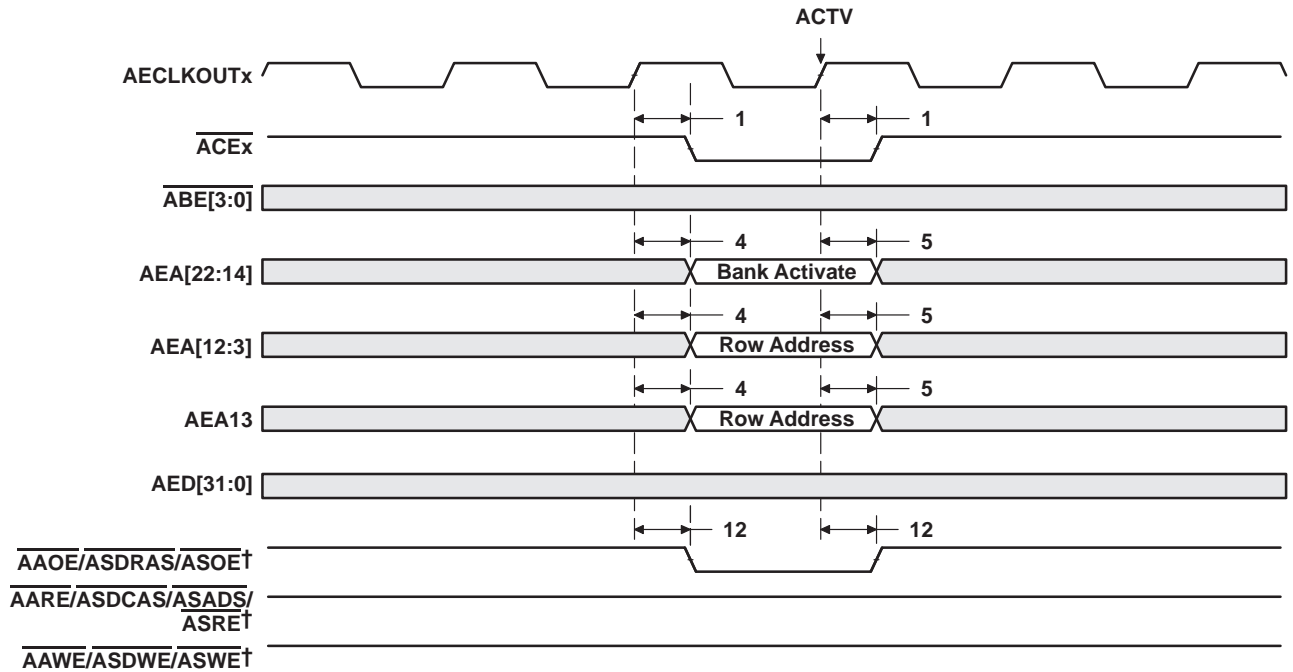 ACTV
AECLKOUTx
1 1
ACEx
ABE[3:0]
4 5
AEA[22:14] Bank Activate
4 5
AEA[12:3] Row Address
4 5
AEA13 Row Address
AED[31:0]
12 12
AAOE/ASDRAS/ASOE†
AARE/ASDCAS/ASADS/
ASRE†
AAWE/ASDWE/ASWE†